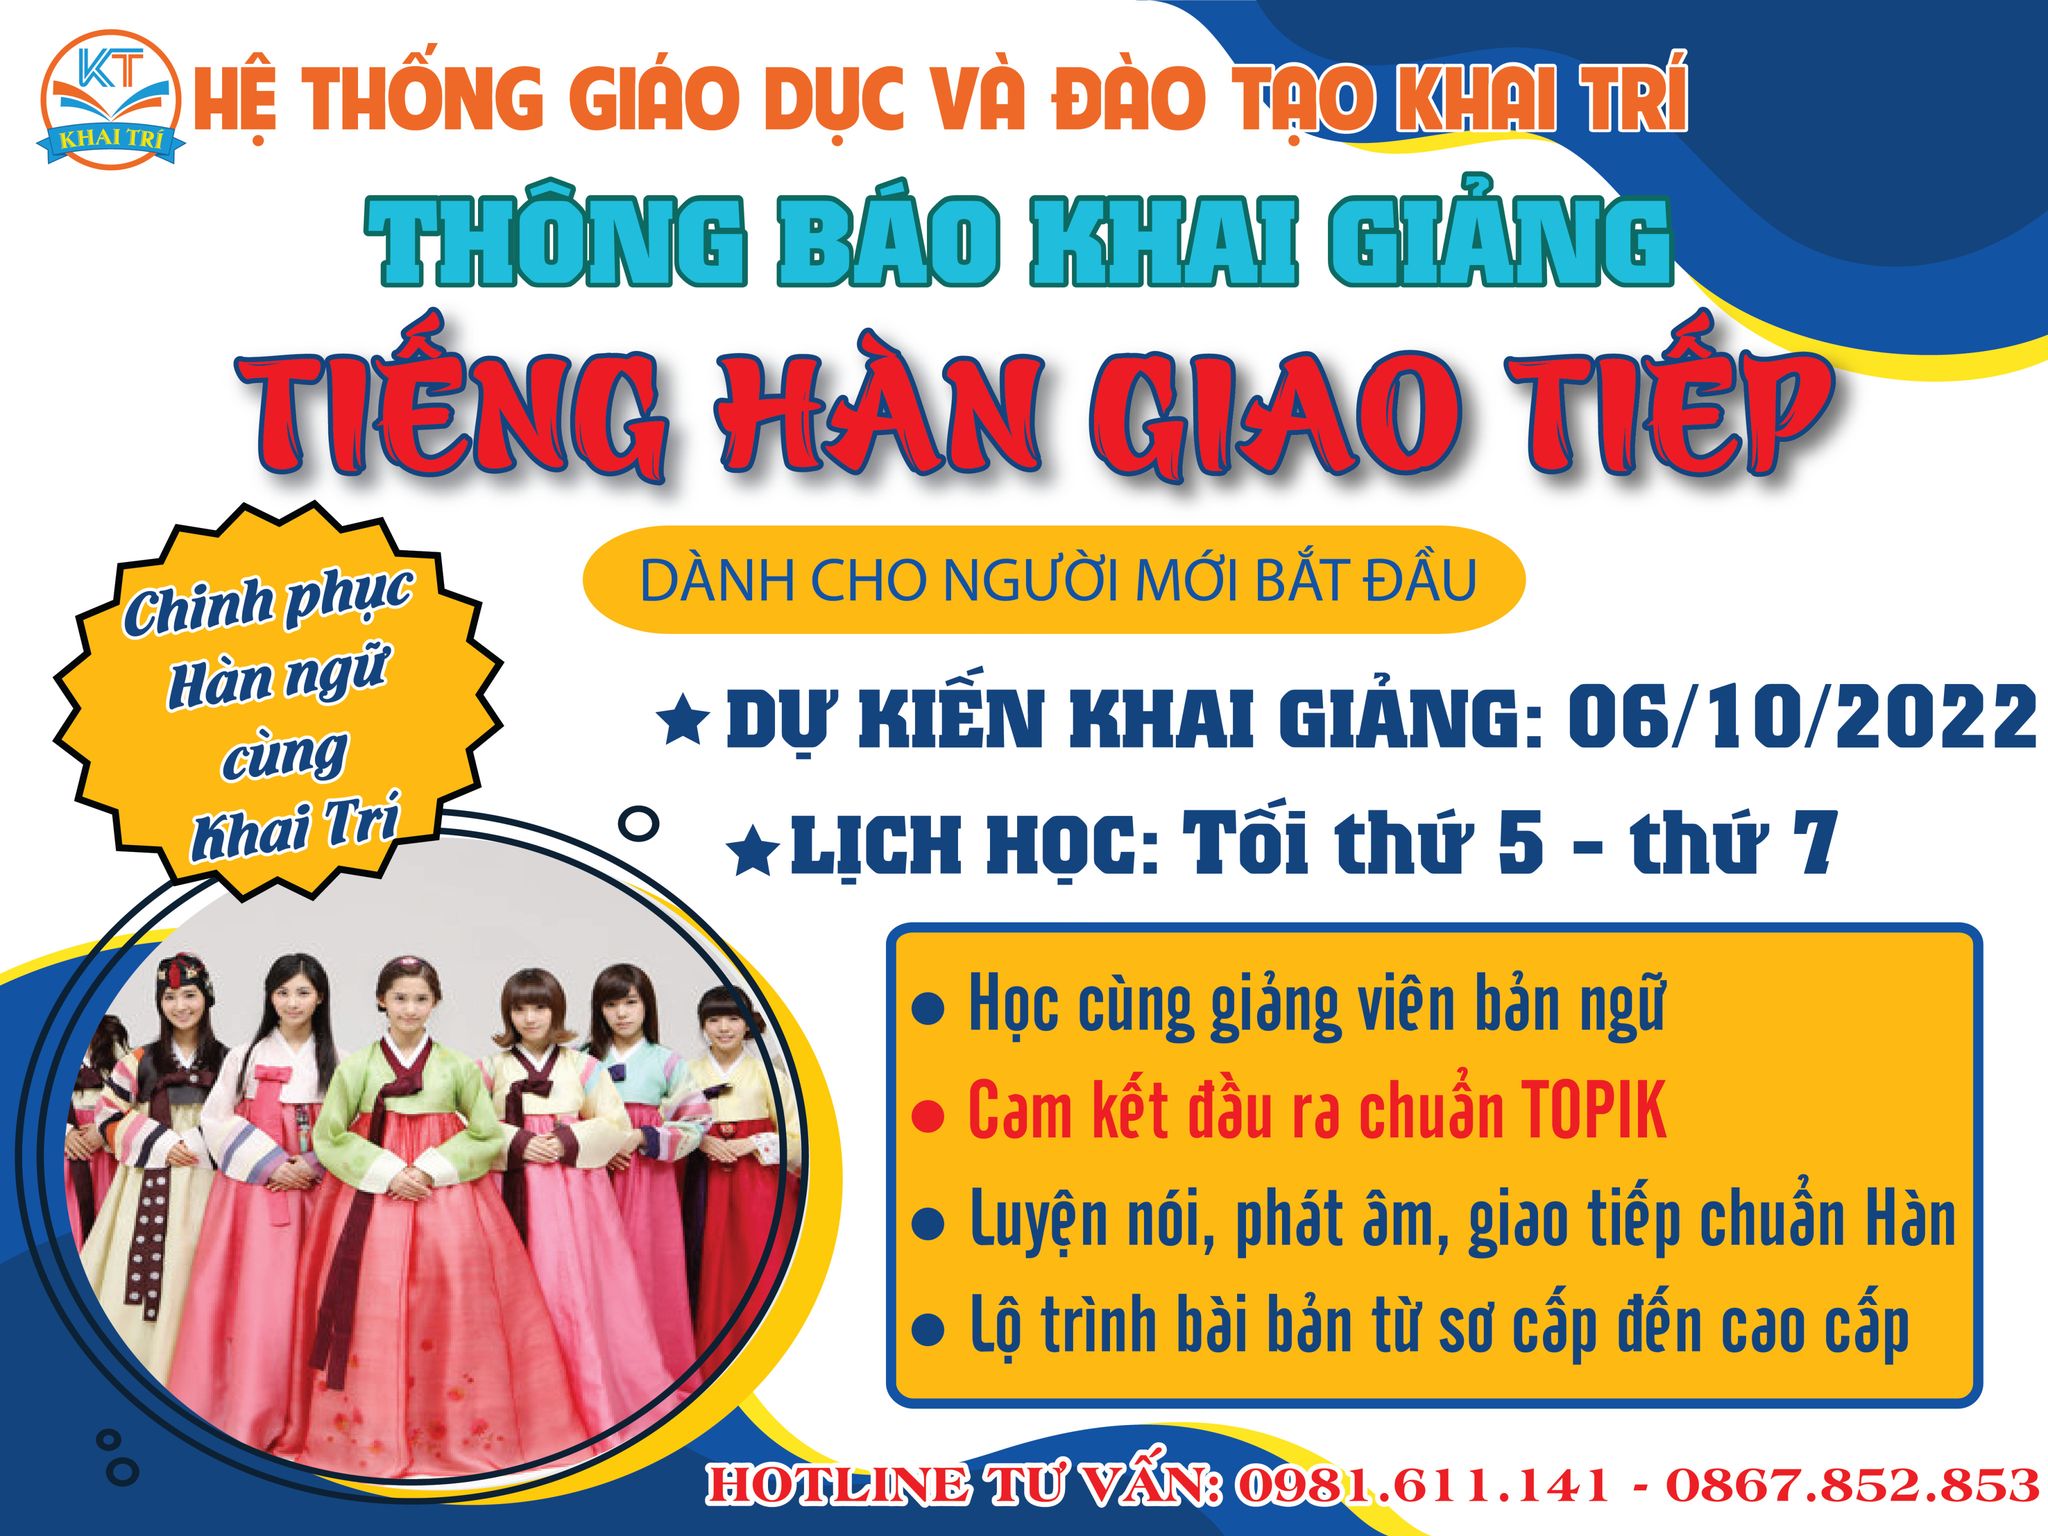 KT
KHAI TRÍ
HỆ THỐNG GIÁO DỤC VÀ ĐÀO TẠO KHAI TRÍ
THÔNG BÁO KHAI GIẢNG
TIẾNG HÀN GIAO TIẾP
DÀNH CHO NGƯỜI MỚI BẮT ĐẦU
Chinh phục
Hàn ngữ
cùng
Khai Trí
DỰ KIẾN KHAI GIẢNG: 06/10/2022
LỊCH HỌC: Tối thứ 5 - thứ 7
• Học cùng giảng viên bản ngữ
• Cam kết đầu ra chuẩn TOPIK
• Luyện nói, phát âm, giao tiếp chuẩn Hàn
• Lộ trình bài bản từ sơ cấp đến cao cấp
HOTLINE TƯ VẤN: 0981.611.141 - 0867.852.853